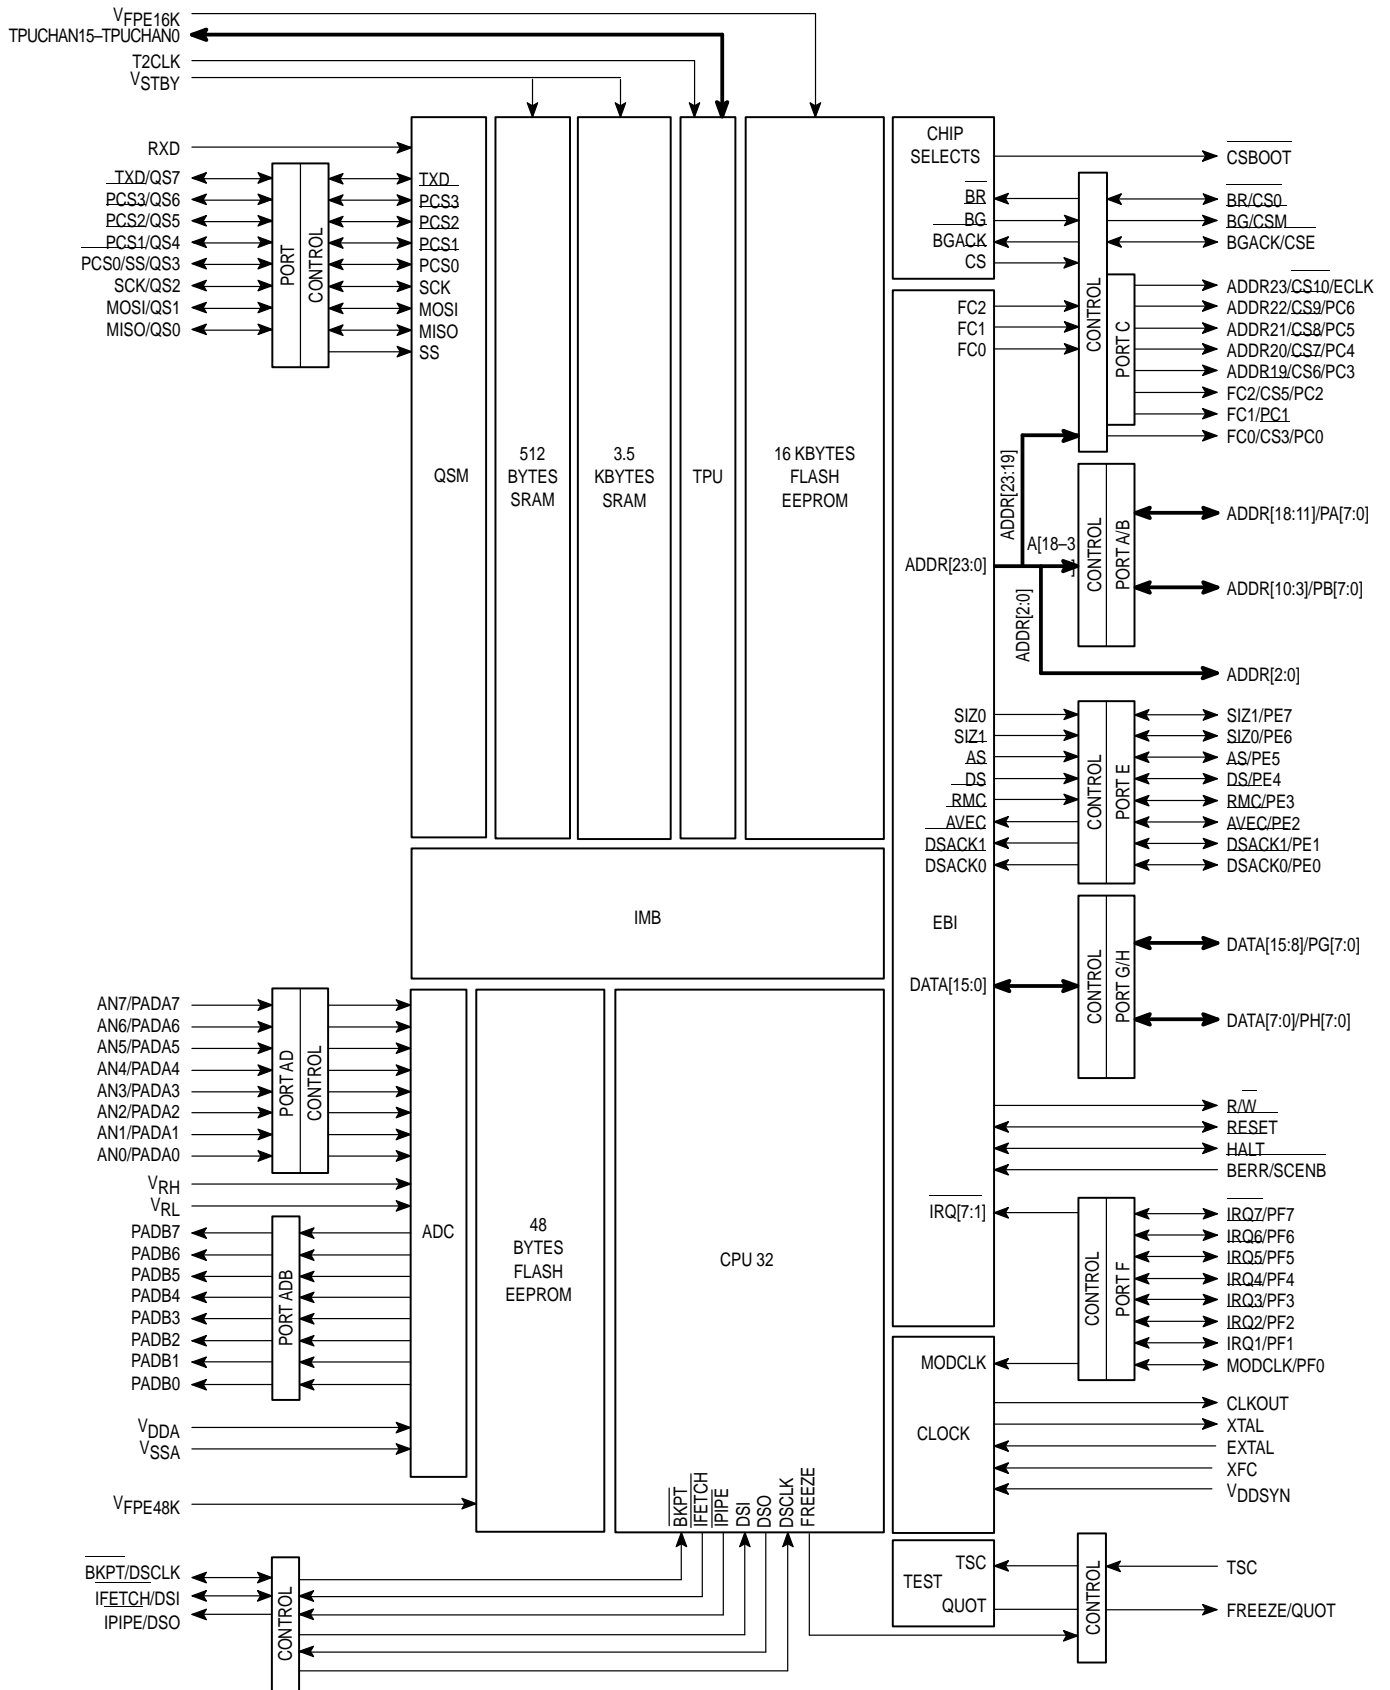 VFPE16K
TPUCHAN15–TPUCHAN0
T2CLK
VSTBY
RXD
TXD/QS7
PCS3/QS6
PCS2/QS5
PCS1/QS4
PCS0/SS/QS3
SCK/QS2
MOSI/QS1
MISO/QS0
PORT
CONTROL
TXD
PCS3
PCS2
PCS1
PCS0
SCK
MOSI
MISO
SS
QSM
512
BYTES
SRAM
3.5
KBYTES
SRAM
TPU
16 KBYTES
FLASH
EEPROM
CHIP
SELECTS
BR
BG
BGACK
CS
FC2
FC1
FC0
CONTROL
PORT C
CSBOOT
BR/CS0
BG/CSM
BGACK/CSE
ADDR23/CS10/ECLK
ADDR22/CS9/PC6
ADDR21/CS8/PC5
ADDR20/CS7/PC4
ADDR19/CS6/PC3
FC2/CS5/PC2
FC1/PC1
FC0/CS3/PC0
ADDR[23:19]
ADDR[23:0]
A[18–3
]
ADDR[2:0]
CONTROL
PORT A/B
ADDR[18:11]/PA[7:0]
ADDR[10:3]/PB[7:0]
ADDR[2:0]
SIZ0
SIZ1
AS
DS
RMC
AVEC
DSACK1
DSACK0
CONTROL
PORT E
SIZ1/PE7
SIZ0/PE6
AS/PE5
DS/PE4
RMC/PE3
AVEC/PE2
DSACK1/PE1
DSACK0/PE0
IMB
EBI
DATA[15:0]
CONTROL
PORT G/H
DATA[15:8]/PG[7:0]
DATA[7:0]/PH[7:0]
AN7/PADA7
AN6/PADA6
AN5/PADA5
AN4/PADA4
AN3/PADA3
AN2/PADA2
AN1/PADA1
AN0/PADA0
PORT AD
CONTROL
VRH
VRL
PADB7
PADB6
PADB5
PADB4
PADB3
PADB2
PADB1
PADB0
PORT ADB
VDDA
VSSA
ADC
48
BYTES
FLASH
EEPROM
CPU 32
R/W
RESET
HALT
BERR/SCENB
IRQ[7:1]
CONTROL
PORT F
IRQ7/PF7
IRQ6/PF6
IRQ5/PF5
IRQ4/PF4
IRQ3/PF3
IRQ2/PF2
IRQ1/PF1
MODCLK/PF0
MODCLK
CLOCK
CLKOUT
XTAL
EXTAL
XFC
VDDSYN
VFPE48K
BKPT
IFETCH
IPIPE
DSI
DSO
DSCLK
FREEZE
BKPT/DSCLK
IFETCH/DSI
IPIPE/DSO
CONTROL
TSC
TEST
QUOT
CONTROL
TSC
FREEZE/QUOT